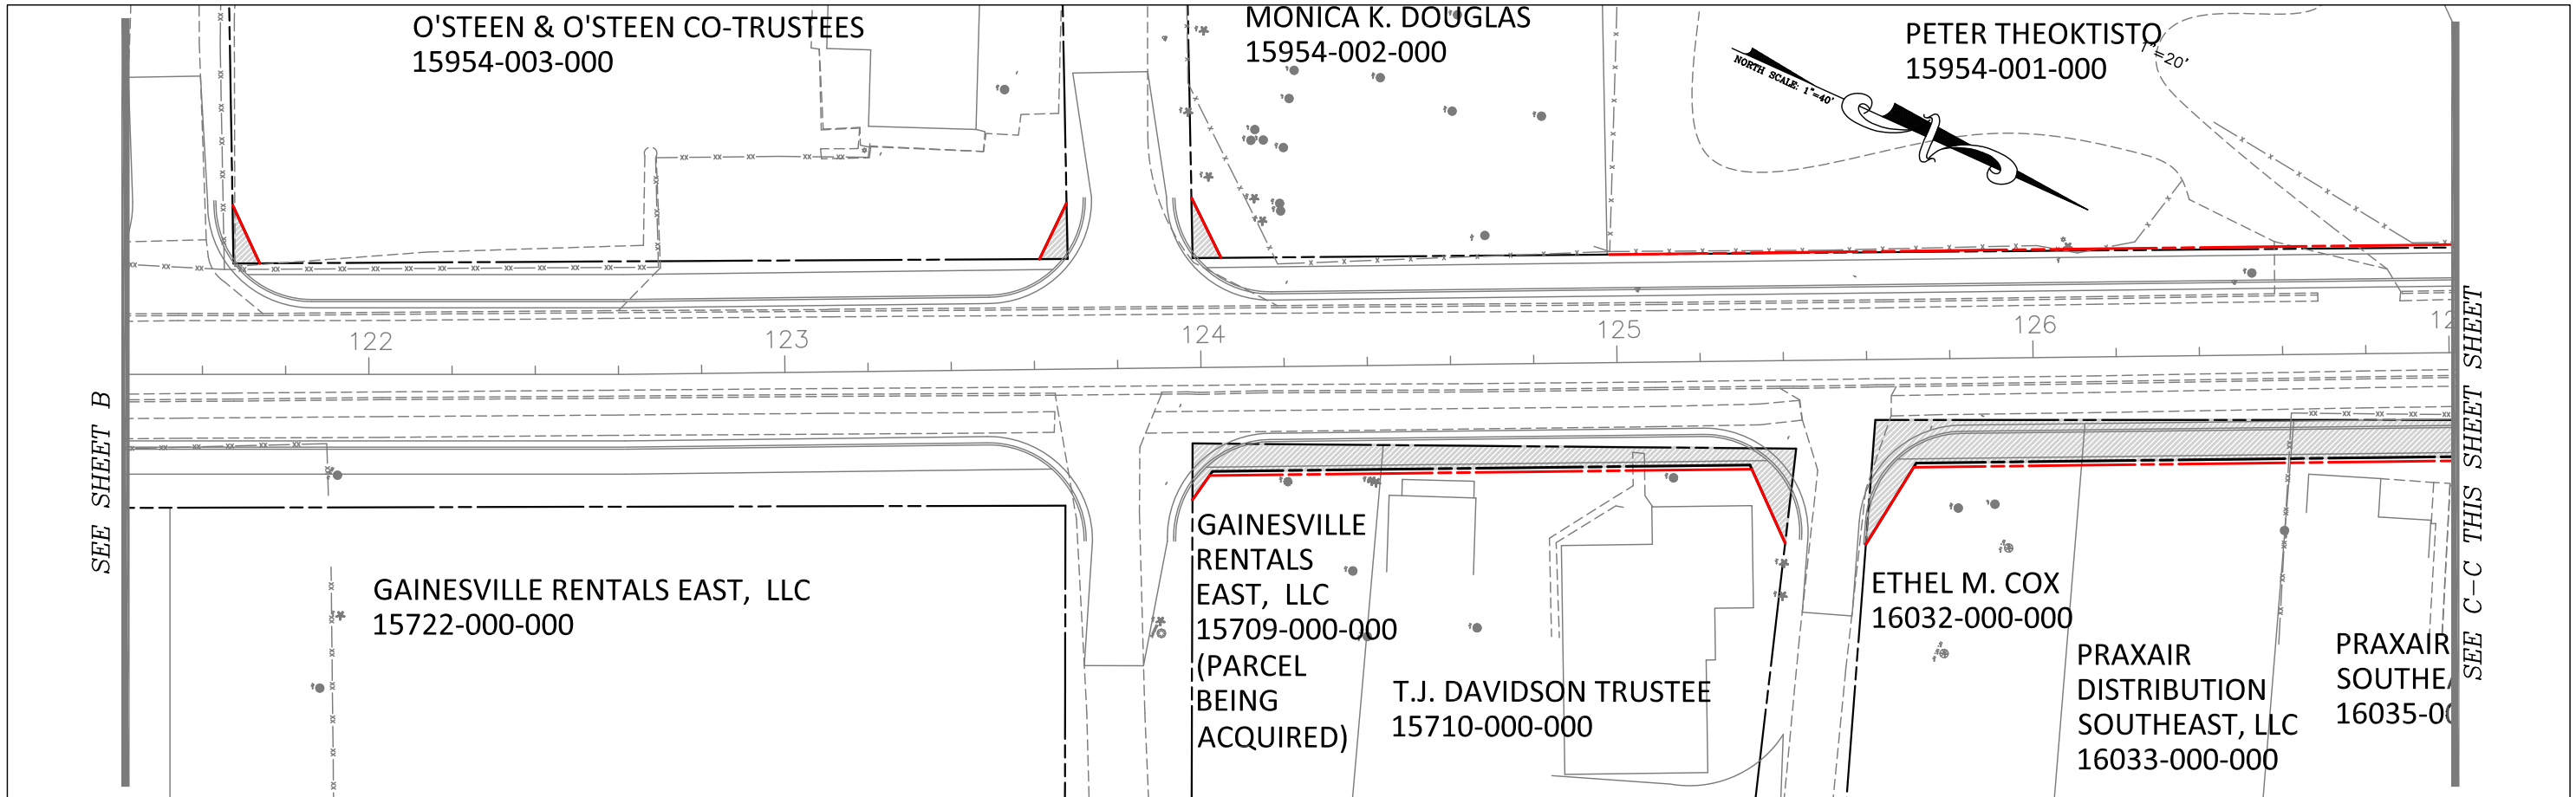 O'STEEN & O'STEEN CO-TRUSTEES
15954-003-000
MONICA K. DOUGLAS
15954-002-000
PETER THEOKTISTO
15954-001-000
1"=20'
NORTH SCALE: 1"=40'
122
123
124
125
126
12
SEE SHEET B
SEE C-C THIS SHEET SHEET
GAINESVILLE RENTALS EAST, LLC
15722-000-000
GAINESVILLE
RENTALS
EAST, LLC
15709-000-000
(PARCEL
BEING
ACQUIRED)
T.J. DAVIDSON TRUSTEE
15710-000-000
ETHEL M. COX
16032-000-000
PRAXAIR
DISTRIBUTION
SOUTHEAST, LLC
16033-000-000
PRAXAIR
SOUTHEA
16035-00